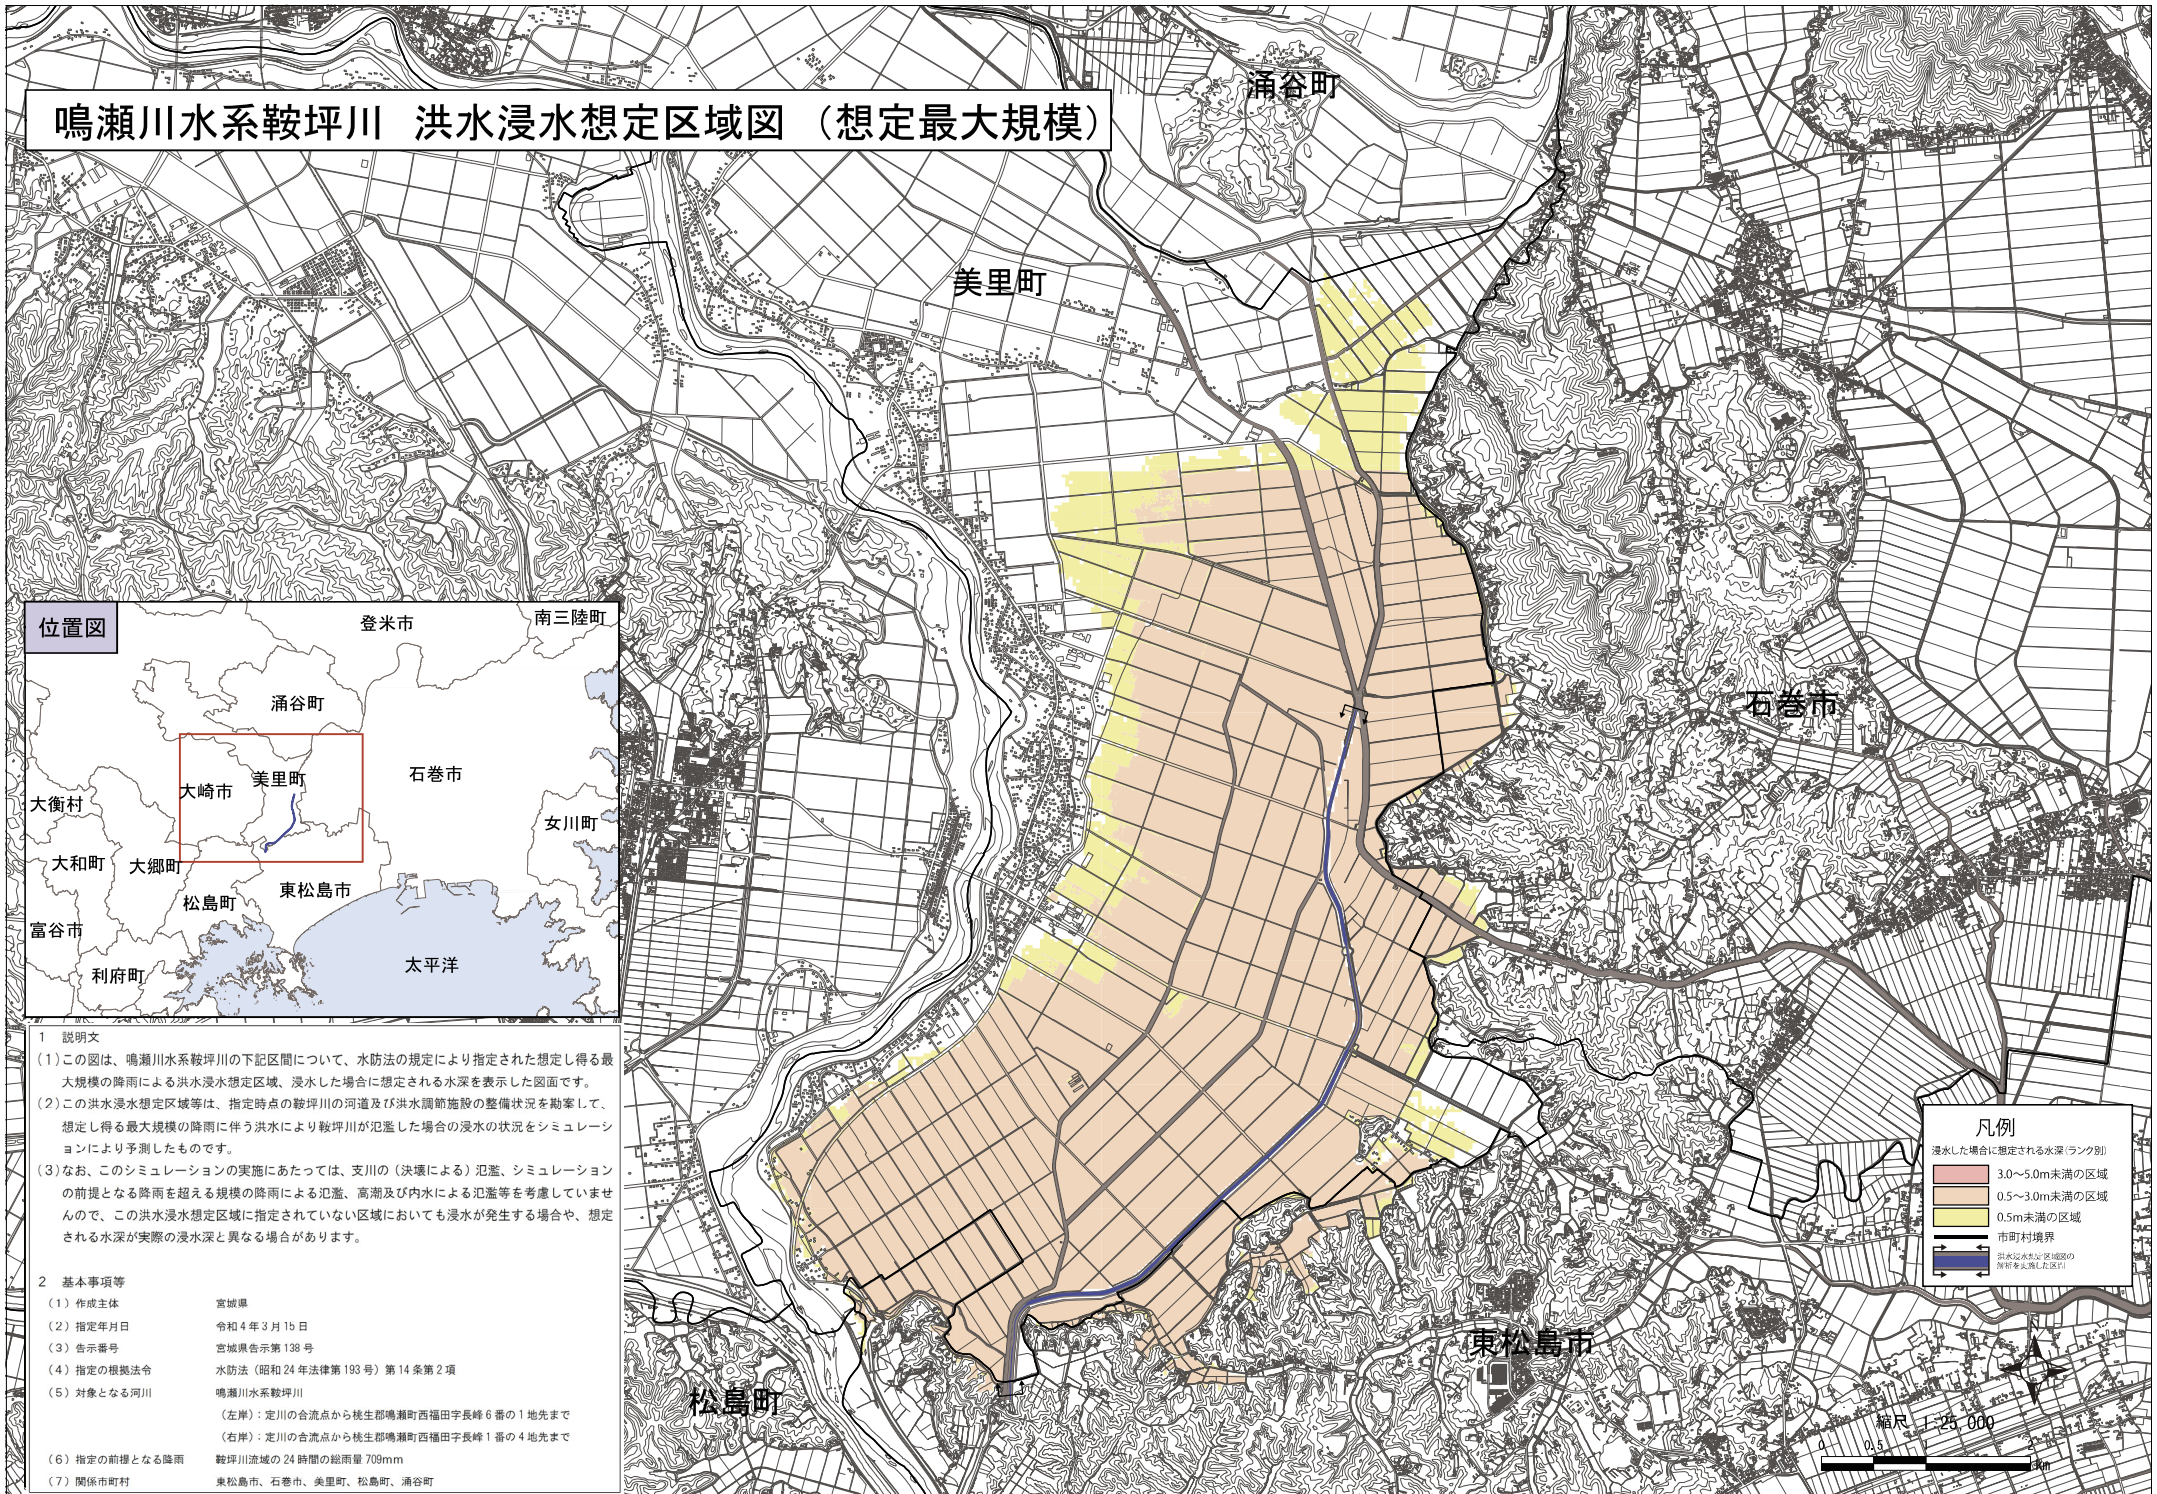 鳴瀬川水系鞍坪川 洪水浸水想定区域図 (想定最大規模)
涌谷町
美里町
石巻市
東松島市
松島町
位置図
登米市
南三陸町
涌谷町
大崎市
美里町
石巻市
大衡村
女川町
大和町
大郷町
松島町
東松島市
富谷市
利府町
太平洋
1 説明文
(1)この図は、鳴瀬川水系鞍坪川の下記区間について、水防法の規定により指定された想定し得る最
大規模の降雨による洪水浸水想定区域、浸水した場合に想定される水深を表示した図面です。
(2)この洪水浸水想定区域等は、指定時点の鞍坪川の河道及び洪水調節施設の整備状況を勘案して、
想定し得る最大規模の降雨に伴う洪水により鞍坪川が氾濫した場合の浸水の状況をシミュレーシ
ョンにより予測したものです。
(3)なお、このシミュレーションの実施にあたっては、支川の(決壊による)氾濫、シミュレーション
の前提となる降雨を超える規模の降雨による氾濫、高潮及び内水による氾濫等を考慮していませ
んので、この洪水浸水想定区域に指定されていない区域においても浸水が発生する場合や、想定
される水深が実際の浸水深と異なる場合があります。
2 基本事項等
(1)作成主体 宮城県
(2)指定年月日 令和4年3月15日
(3)告示番号 宮城県告示第138号
(4)指定の根拠法令 水防法(昭和24年法律第193号)第14条第2項
(5)対象となる河川 鳴瀬川水系鞍坪川
(左岸):定川の合流点から桃生郡鳴瀬町西福田字長峰6番の1地先まで
(右岸):定川の合流点から桃生郡鳴瀬町西福田字長峰1番の4地先まで
(6)指定の前提となる降雨 鞍坪川流域の24時間の総雨量709mm
(7)関係市町村 東松島市、石巻市、美里町、松島町、涌谷町
凡例
浸水した場合に想定される水深(ランク別)
3.0～5.0m未満の区域
0.5～3.0m未満の区域
0.5m未満の区域
市町村境界
洪水浸水想定区域図の
解析を実施した区間
縮尺 1:25,000
0 0.5 1 2
Km